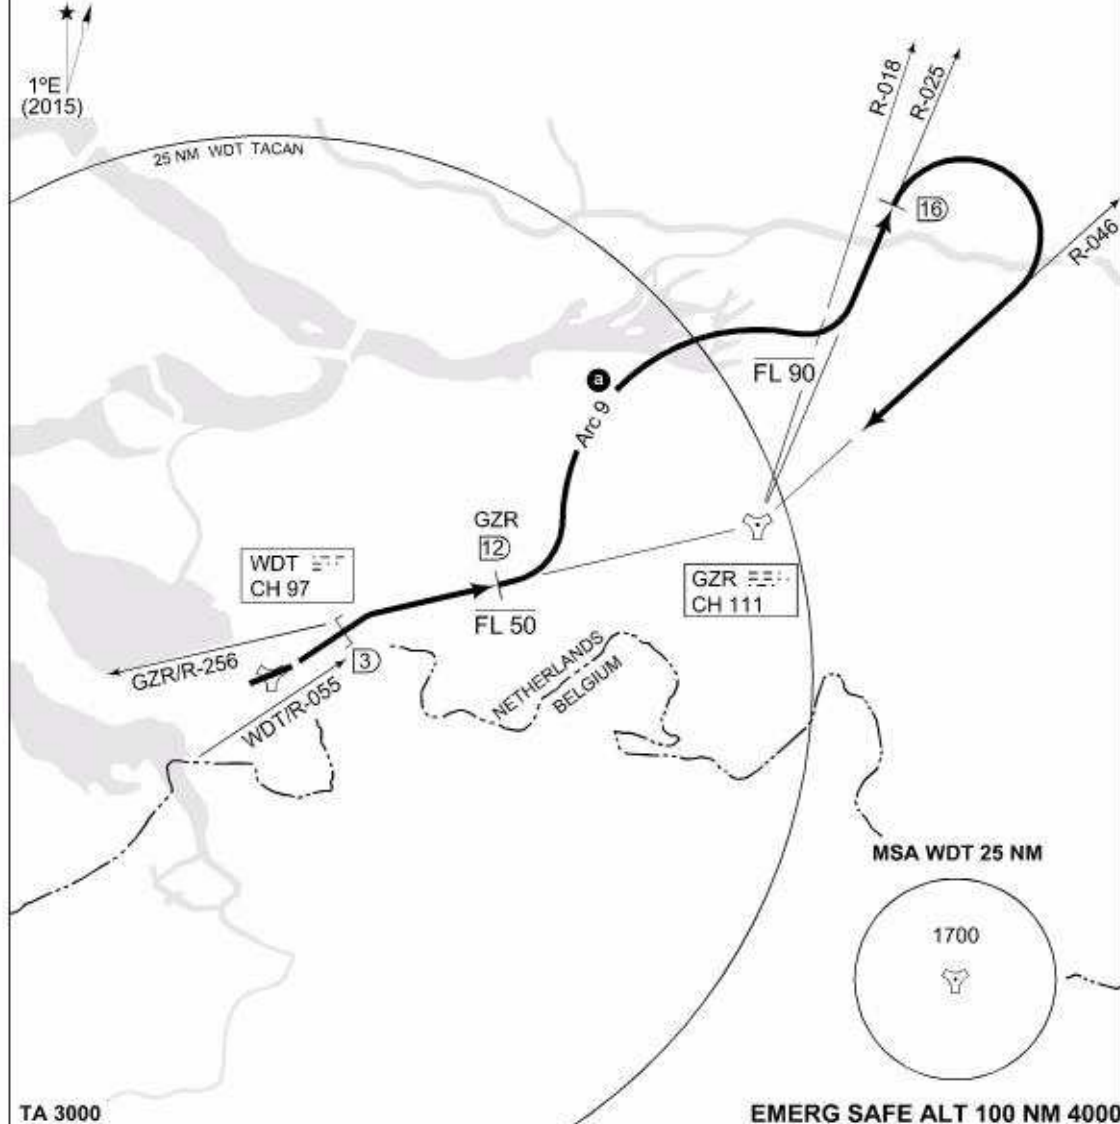 1°E
(2015)
25 NM WDT TACAN
R-018
R-025
16
R-046
FL 90
a
Arc 9
GZR
12
FL 50
WDT
CH 97
GZR
CH 111
GZR/R-256
3
WDT/R-055
NETHERLANDS
BELGIUM
MSA WDT 25 NM
1700
TA 3000
EMERG SAFE ALT 100 NM 4000